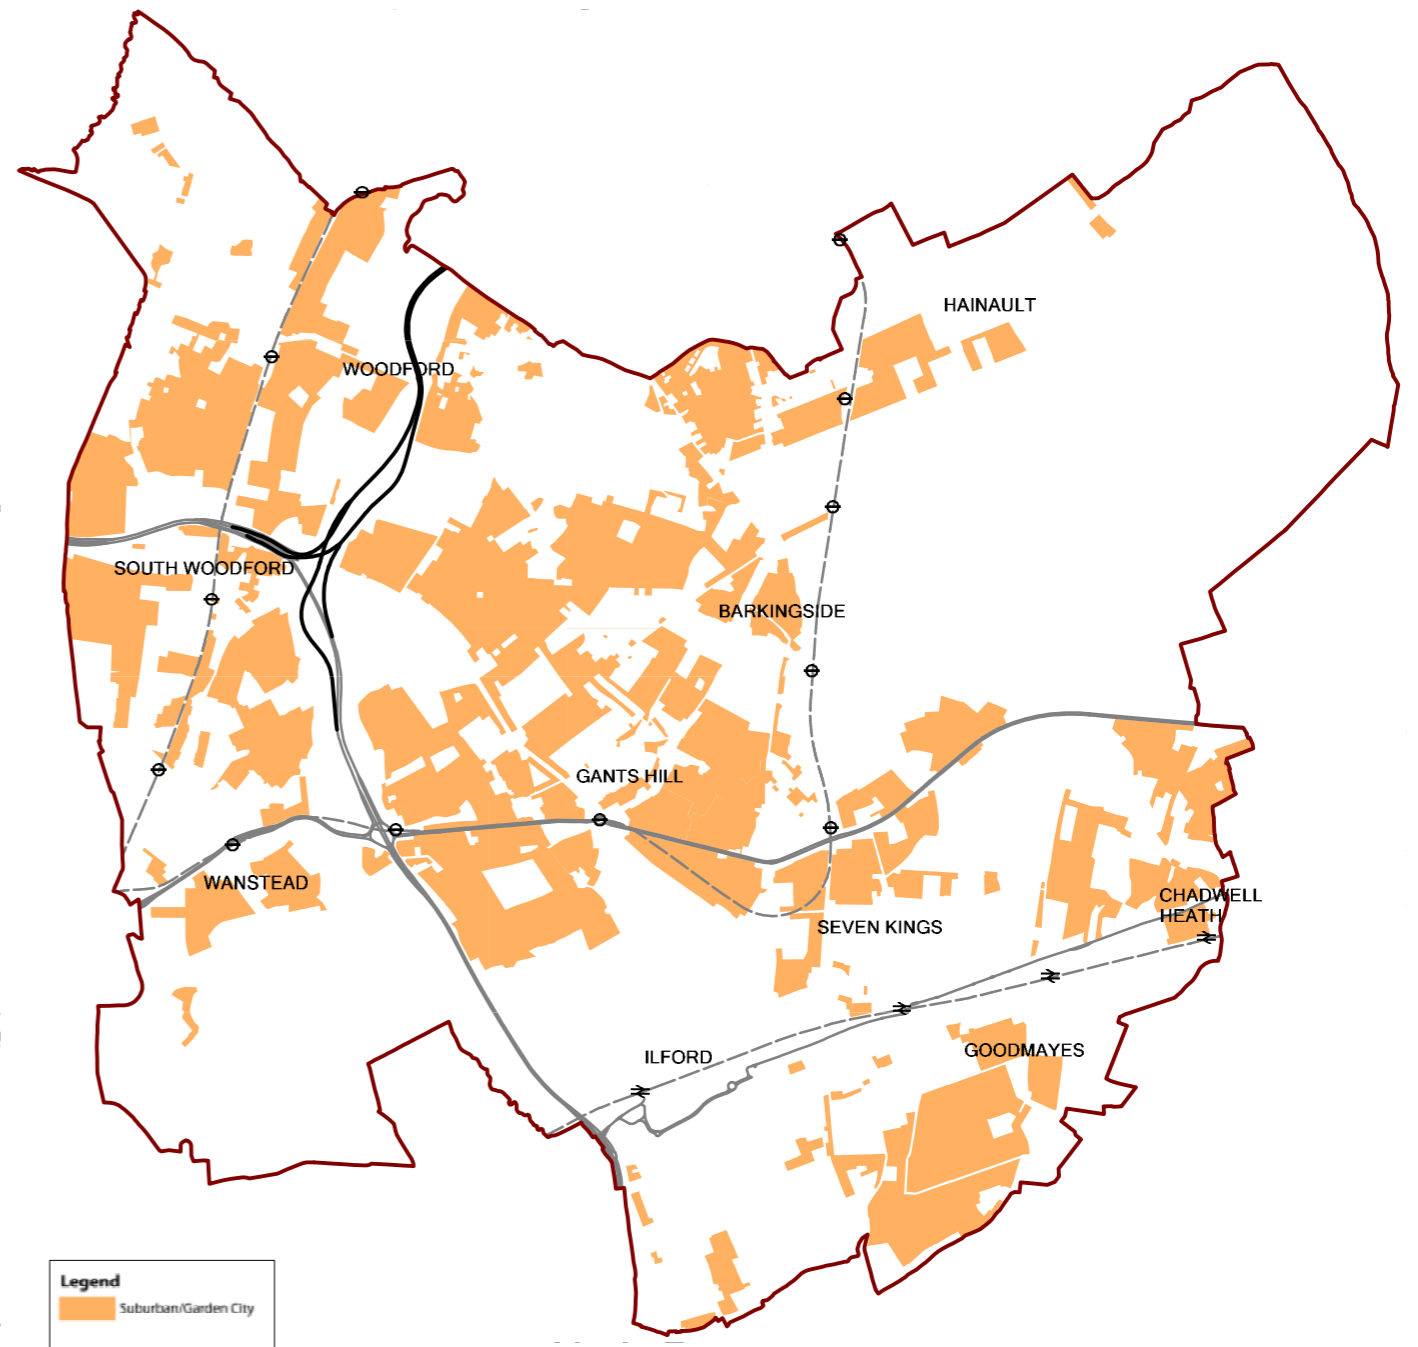 HAINAULT
WOODFORD
SOUTH WOODFORD
BARKINGSIDE
GANTS HILL
WANSTEAD
CHADWELL
HEATH
SEVEN KINGS
ILFORD
GOODMAYES
Legend
Suburban/Garden City